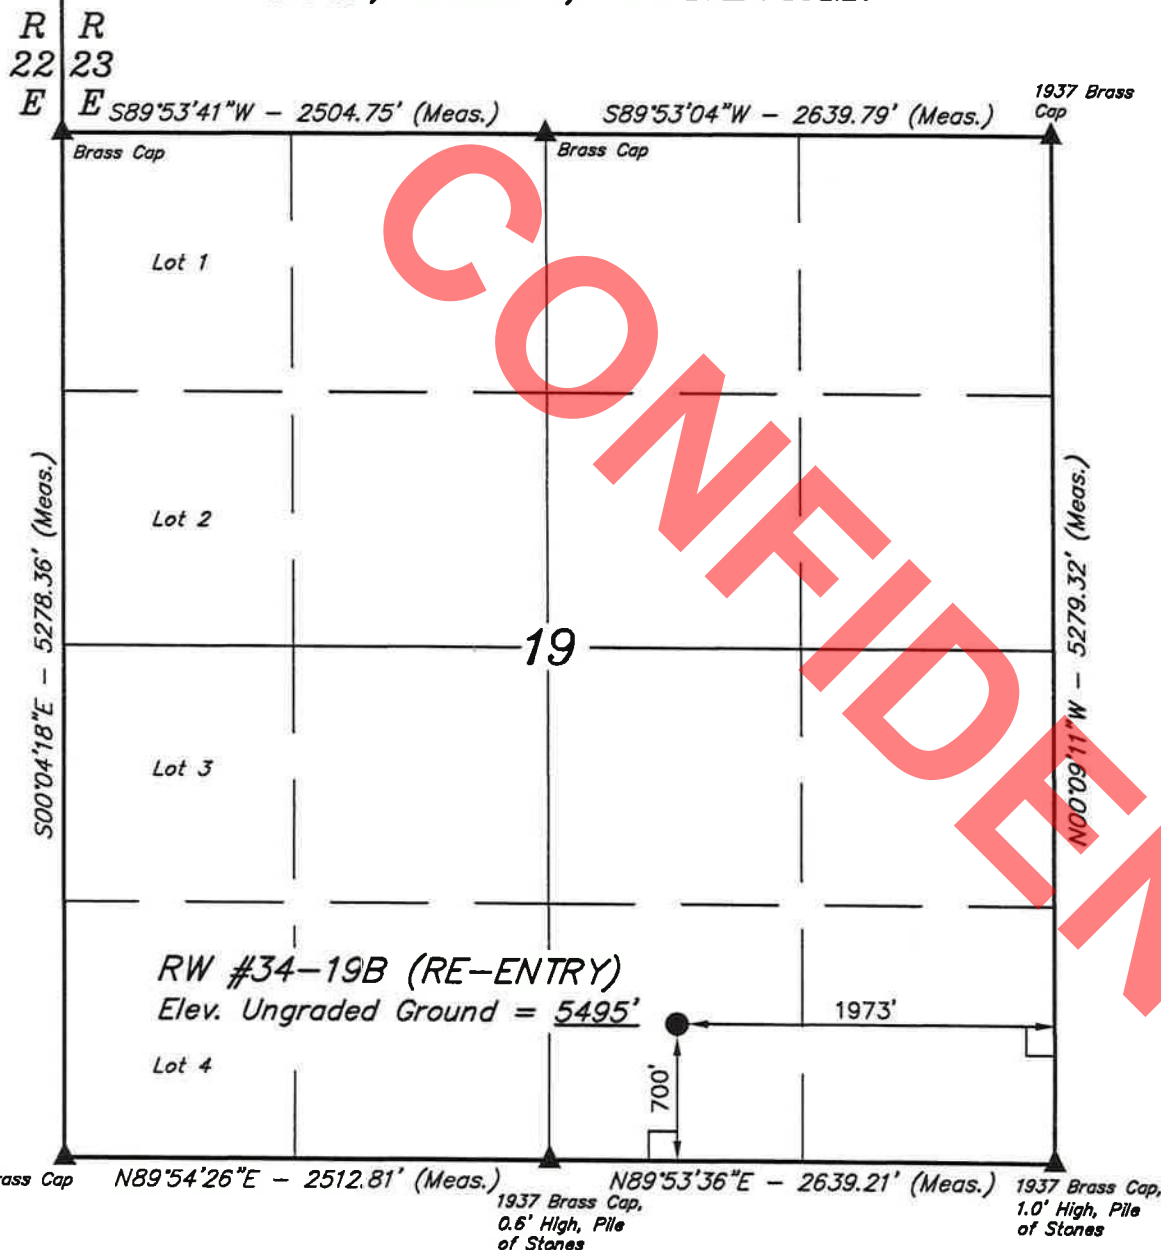 R R
22 23
E E
S89°53'41"W - 2504.75' (Meas.)
S89°53'04"W - 2639.79' (Meas.)
1937 Brass
Cap
Brass Cap
Brass Cap
Lot 1
Lot 2
S00°04'18"E - 5278.36' (Meas.)
N00°09'11"W - 5279.32' (Meas.)
19
Lot 3
RW #34-19B (RE-ENTRY)
Elev. Ungraded Ground = 5495'
1973'
700'
Lot 4
Cap
N89°54'26"E - 2512.81' (Meas.)
N89°53'36"E - 2639.21' (Meas.)
1937 Brass Cap,
0.6' High, Pile
of Stones
1937 Brass Cap,
1.0' High, Pile
of Stones